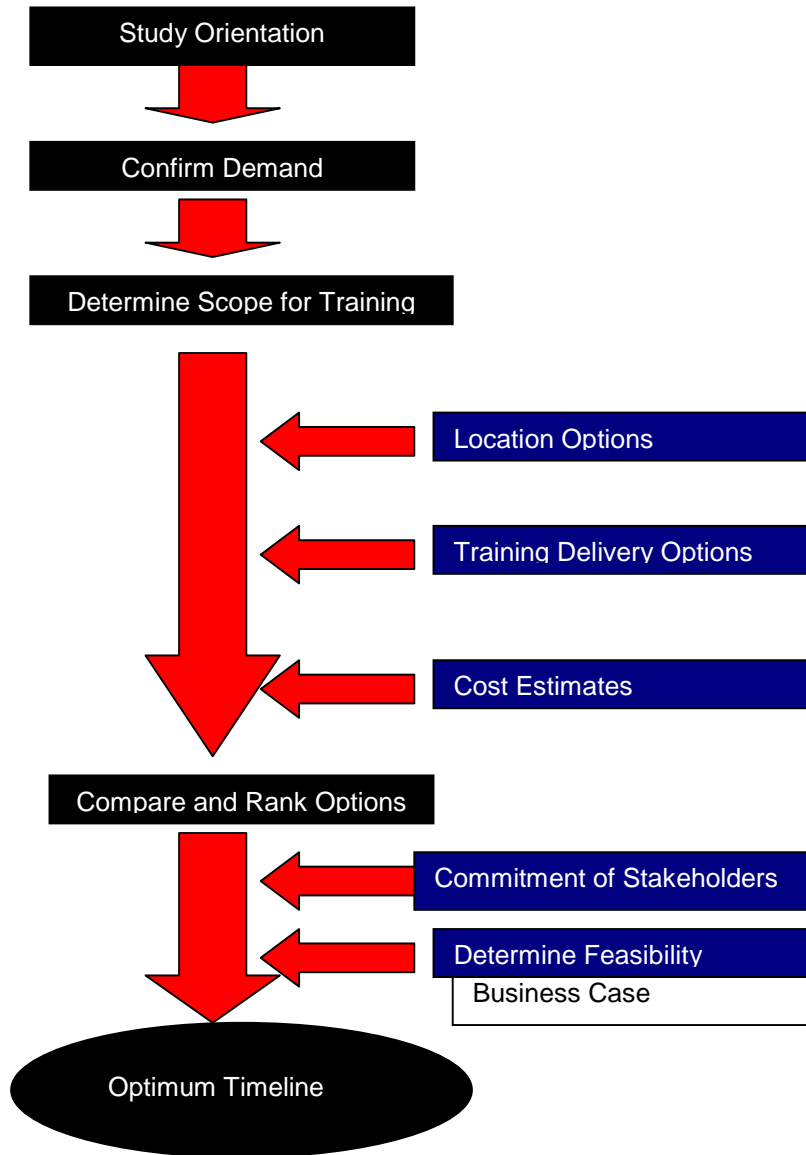 Study Orientation
Confirm Demand
Determine Scope for Training
Location Options
Training Delivery Options
Cost Estimates
Compare and Rank Options
Commitment of Stakeholders
Determine Feasibility
Business Case
Optimum Timeline